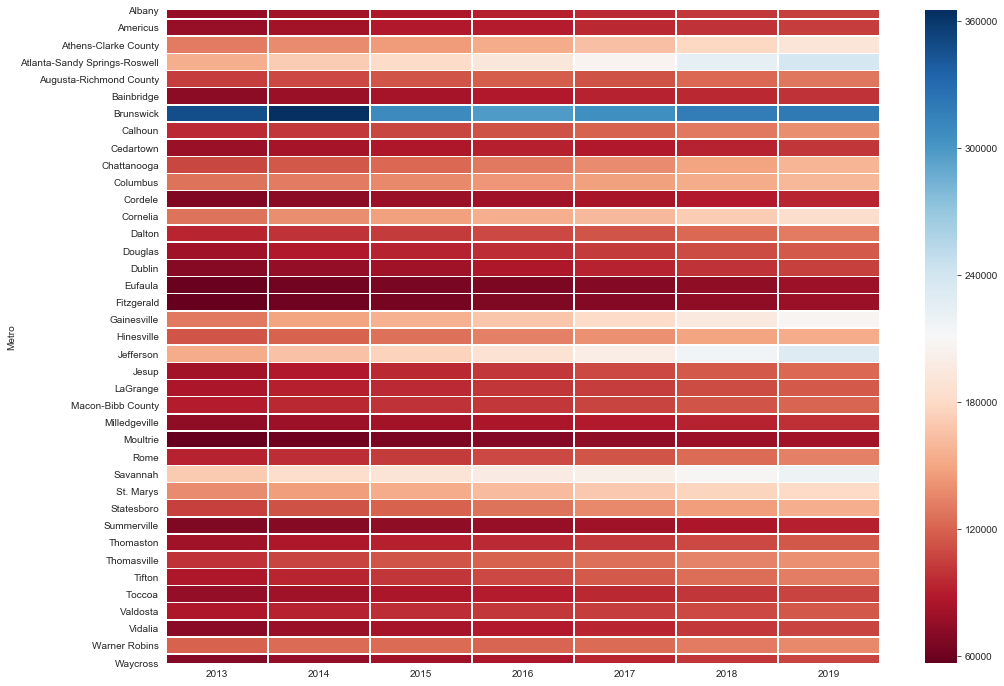 Metro
Albany
Americus
Athens-Clarke County
Atlanta-Sandy Springs-Roswell
Augusta-Richmond County
Bainbridge
Brunswick
Calhoun
Cedartown
Chattanooga
Columbus
Cordele
Cornelia
Dalton
Douglas
Dublin
Eufaula
Fitzgerald
Gainesville
Hinesville
Jefferson
Jesup
LaGrange
Macon-Bibb County
Milledgeville
Moultrie
Rome
Savannah
St. Marys
Statesboro
Summerville
Thomaston
Thomasville
Tifton
Toccoa
Valdosta
Vidalia
Warner Robins
Waycross
2013 2014 2015 2016 2017 2018 2019
360000
300000
240000
180000
120000
60000